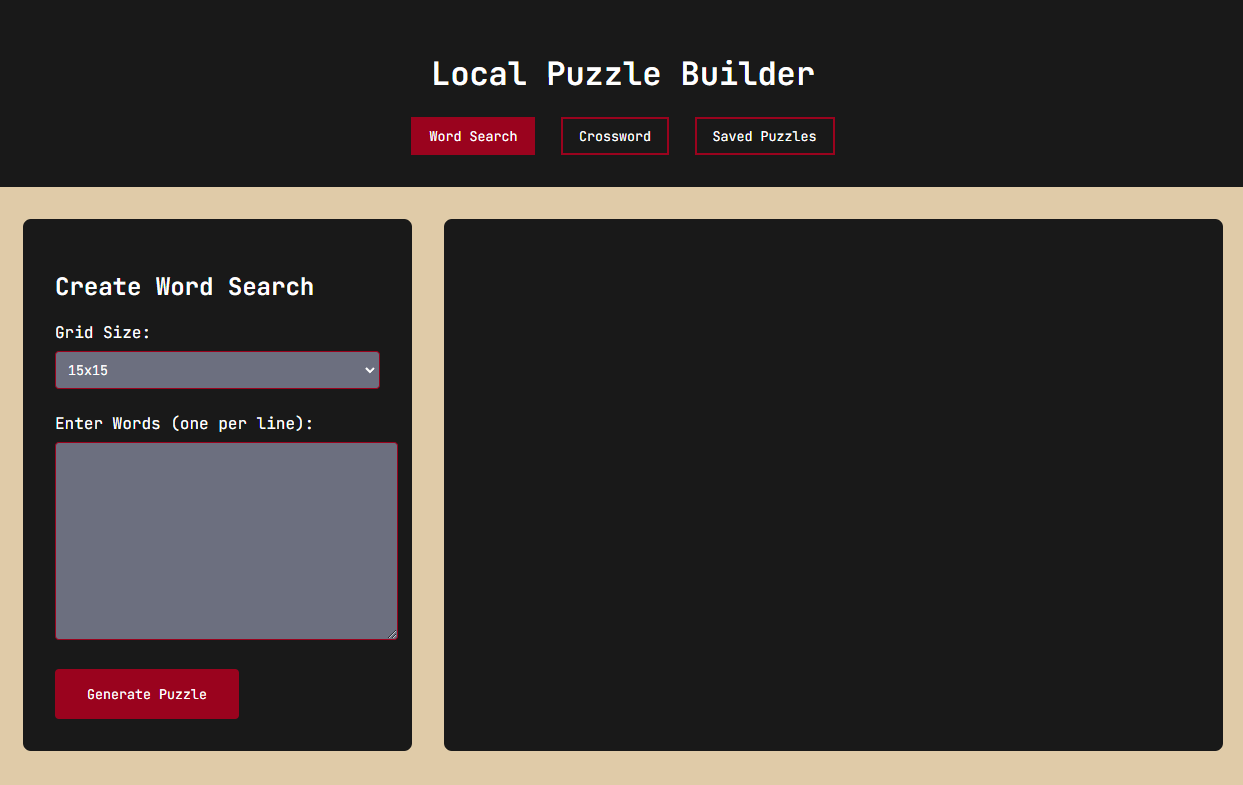 Local Puzzle Builder
Word Search Crossword Saved Puzzles
Create Word Search
Grid Size:
15x15
Enter Words (one per line):
Generate Puzzle